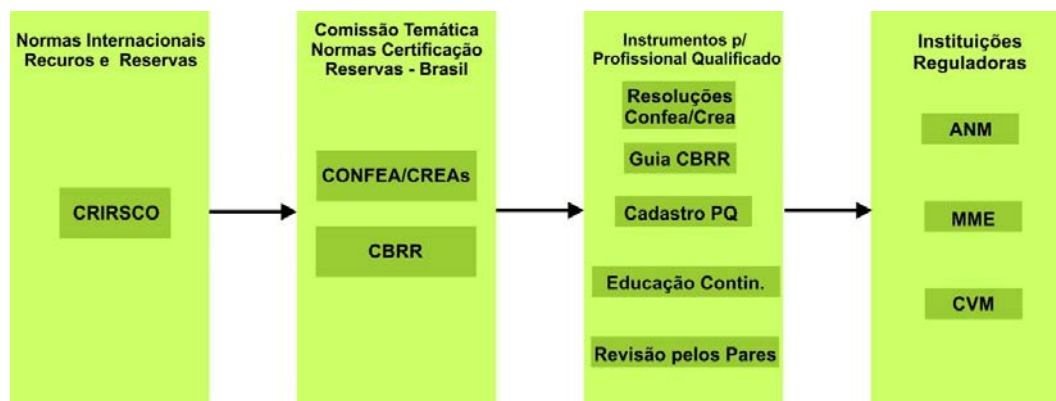 Normas Internacionais
Recuros e Reservas
CRIRSCO
Comissão Temática
Normas Certificação
Reservas - Brasil
CONFEA/CREAs
CBRR
Instrumentos p/
Profissional Qualificado
Resoluções
Confea/Crea
Guia CBRR
Cadastro PQ
Educação Contin.
Revisão pelos Pares
Instituições
Reguladoras
ANM
MME
CVM